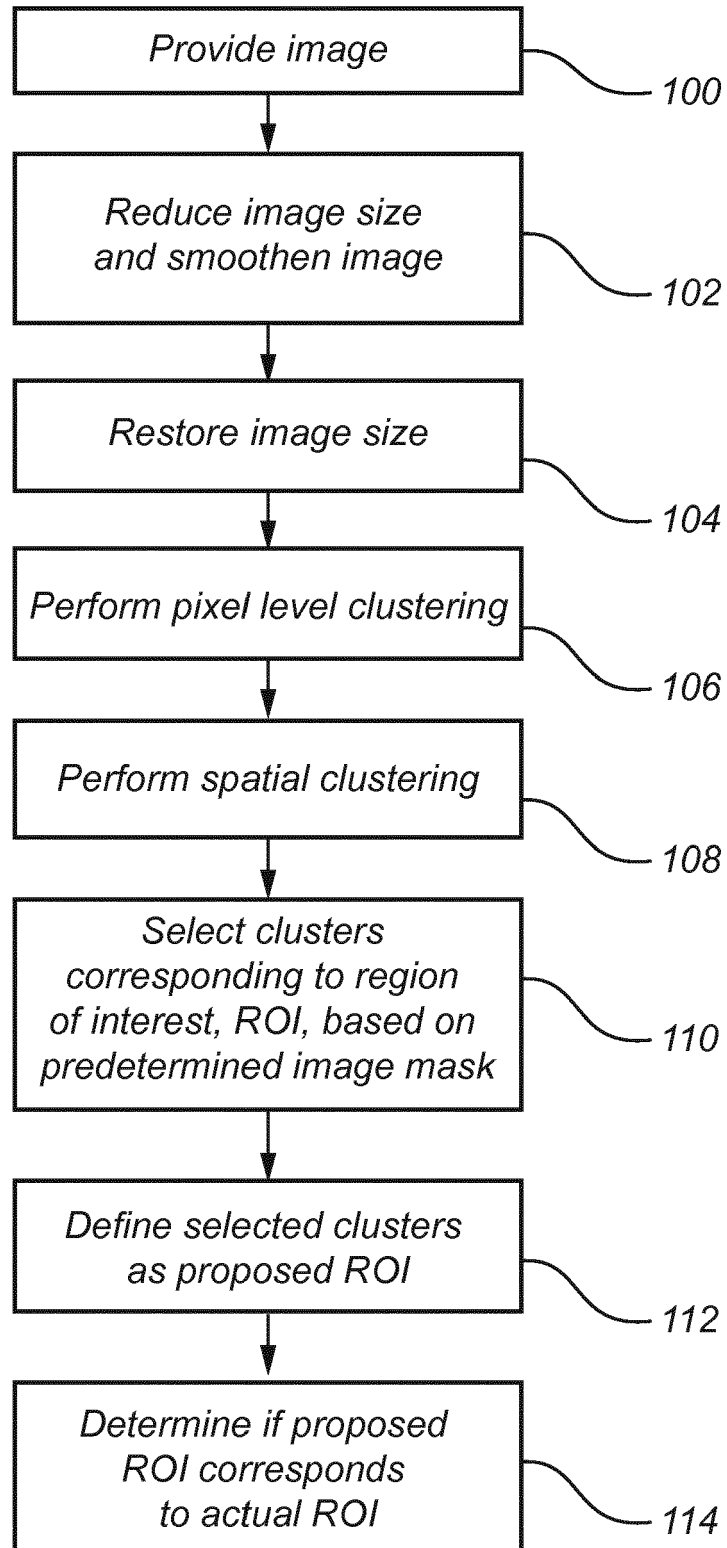 Provide image
100
Reduce image size
and smoothen image
102
Restore image size
104
Perform pixel level clustering
106
Perform spatial clustering
108
Select clusters
corresponding to region
of interest, ROI, based on
predetermined image mask
110
Define selected clusters
as proposed ROI
112
Determine if proposed
ROI corresponds
to actual ROI
114